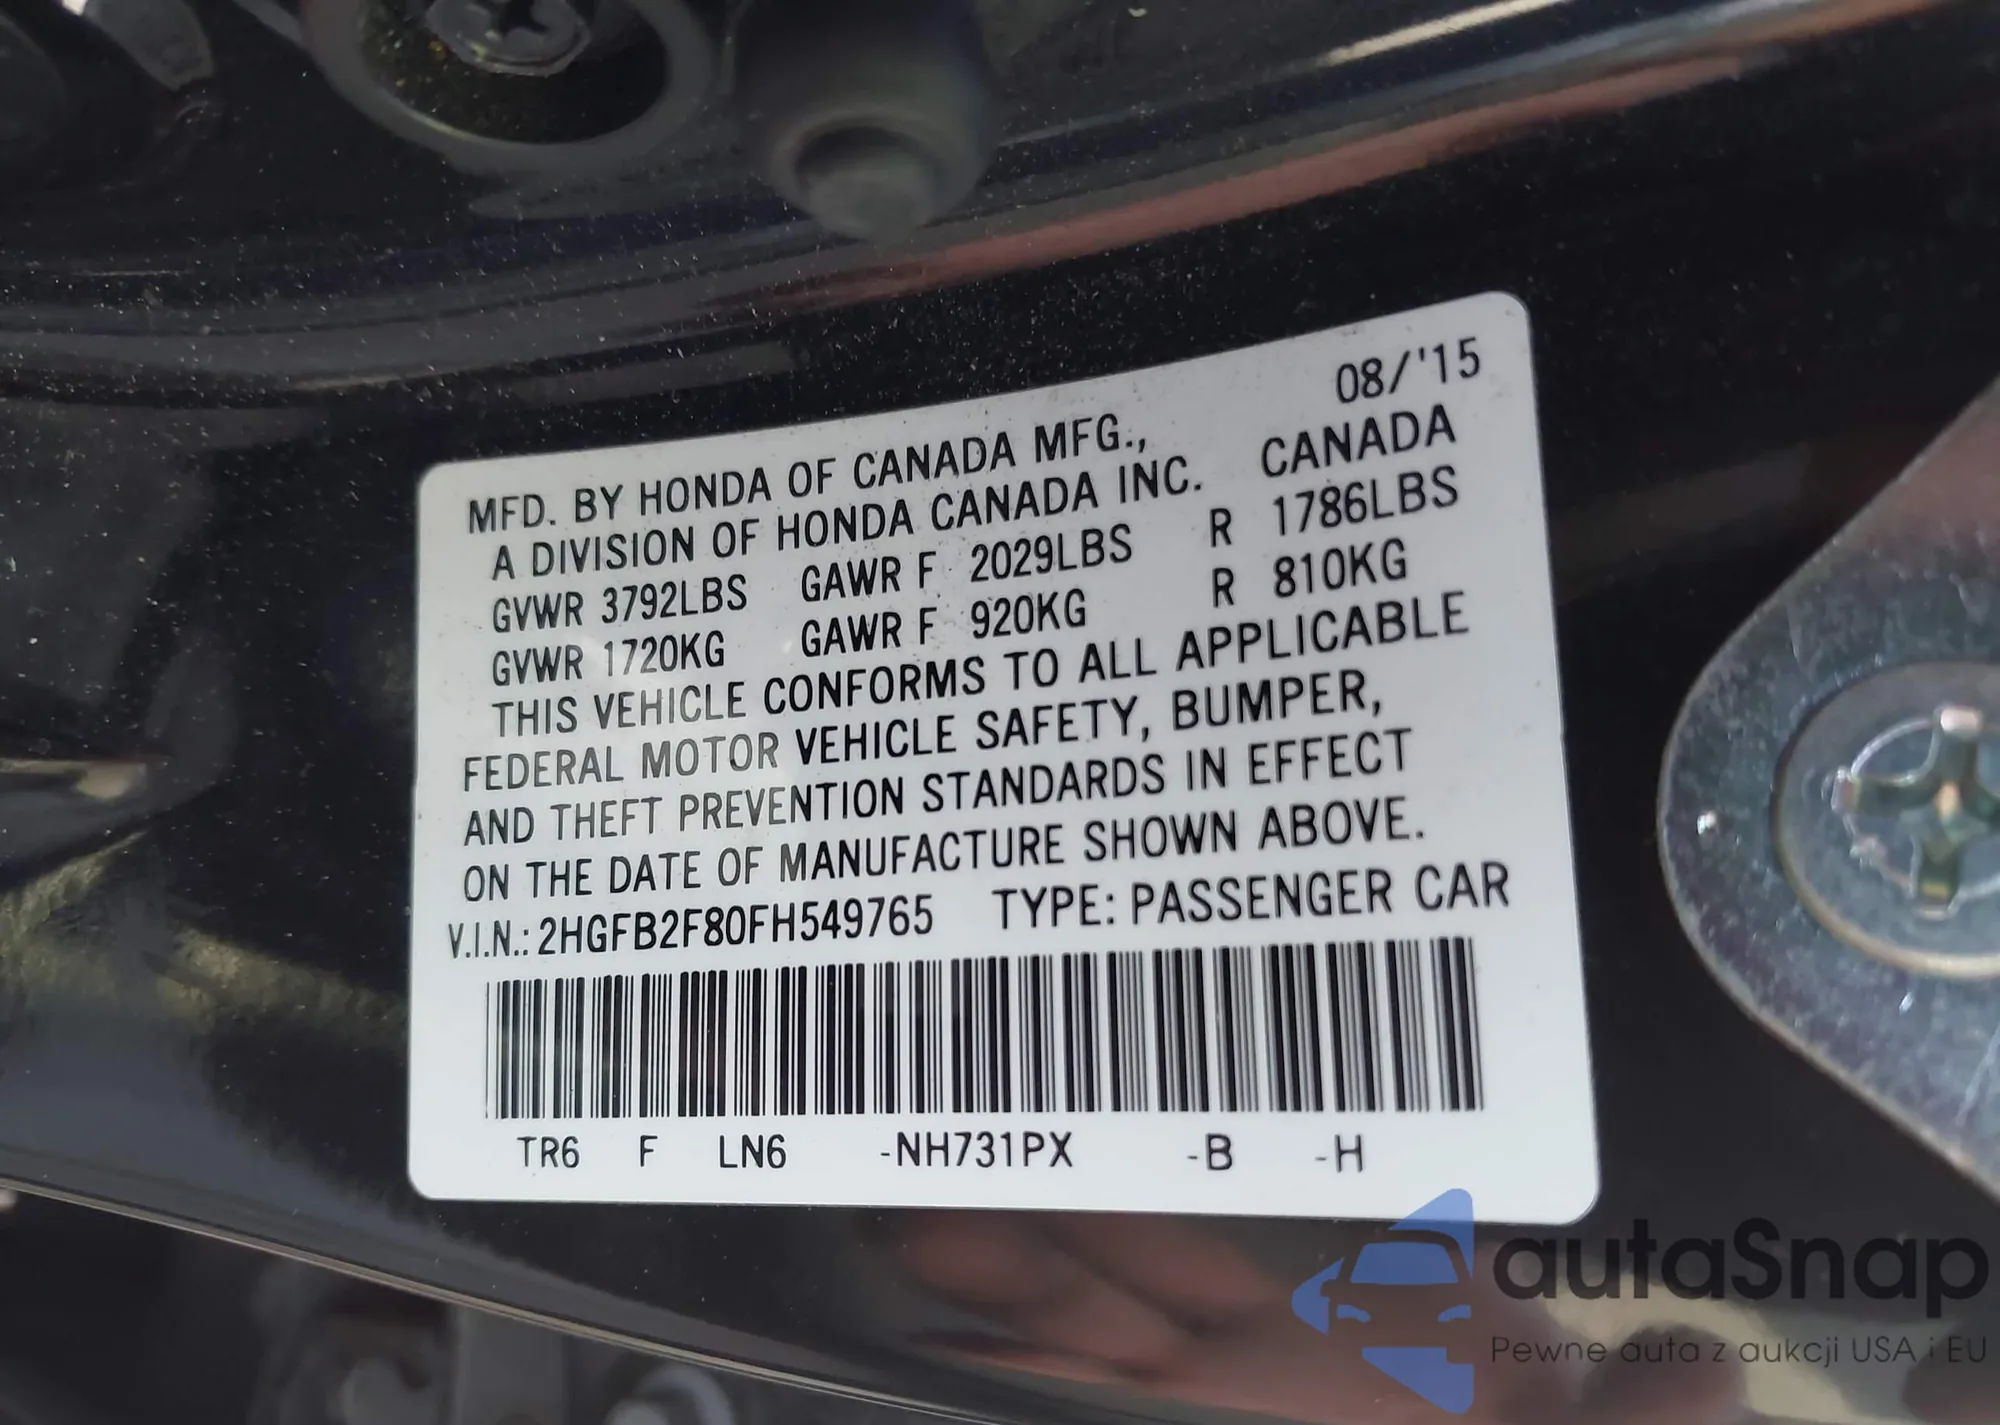 08/'15
MFD. BY HONDA OF CANADA MFG.,
A DIVISION OF HONDA CANADA INC. CANADA
GVWR 3792LBS GAWR F 2029LBS R 1786LBS
GVWR 1720KG GAWR F 920KG R 810KG
THIS VEHICLE CONFORMS TO ALL APPLICABLE
FEDERAL MOTOR VEHICLE SAFETY, BUMPER,
AND THEFT PREVENTION STANDARDS IN EFFECT
ON THE DATE OF MANUFACTURE SHOWN ABOVE.
V.I.N.: 2HGFB2F80FH549765 TYPE: PASSENGER CAR
TR6 F LN6 -NH731PX -B -H
autaSnap
Pewne auta z aukcji USA i EU